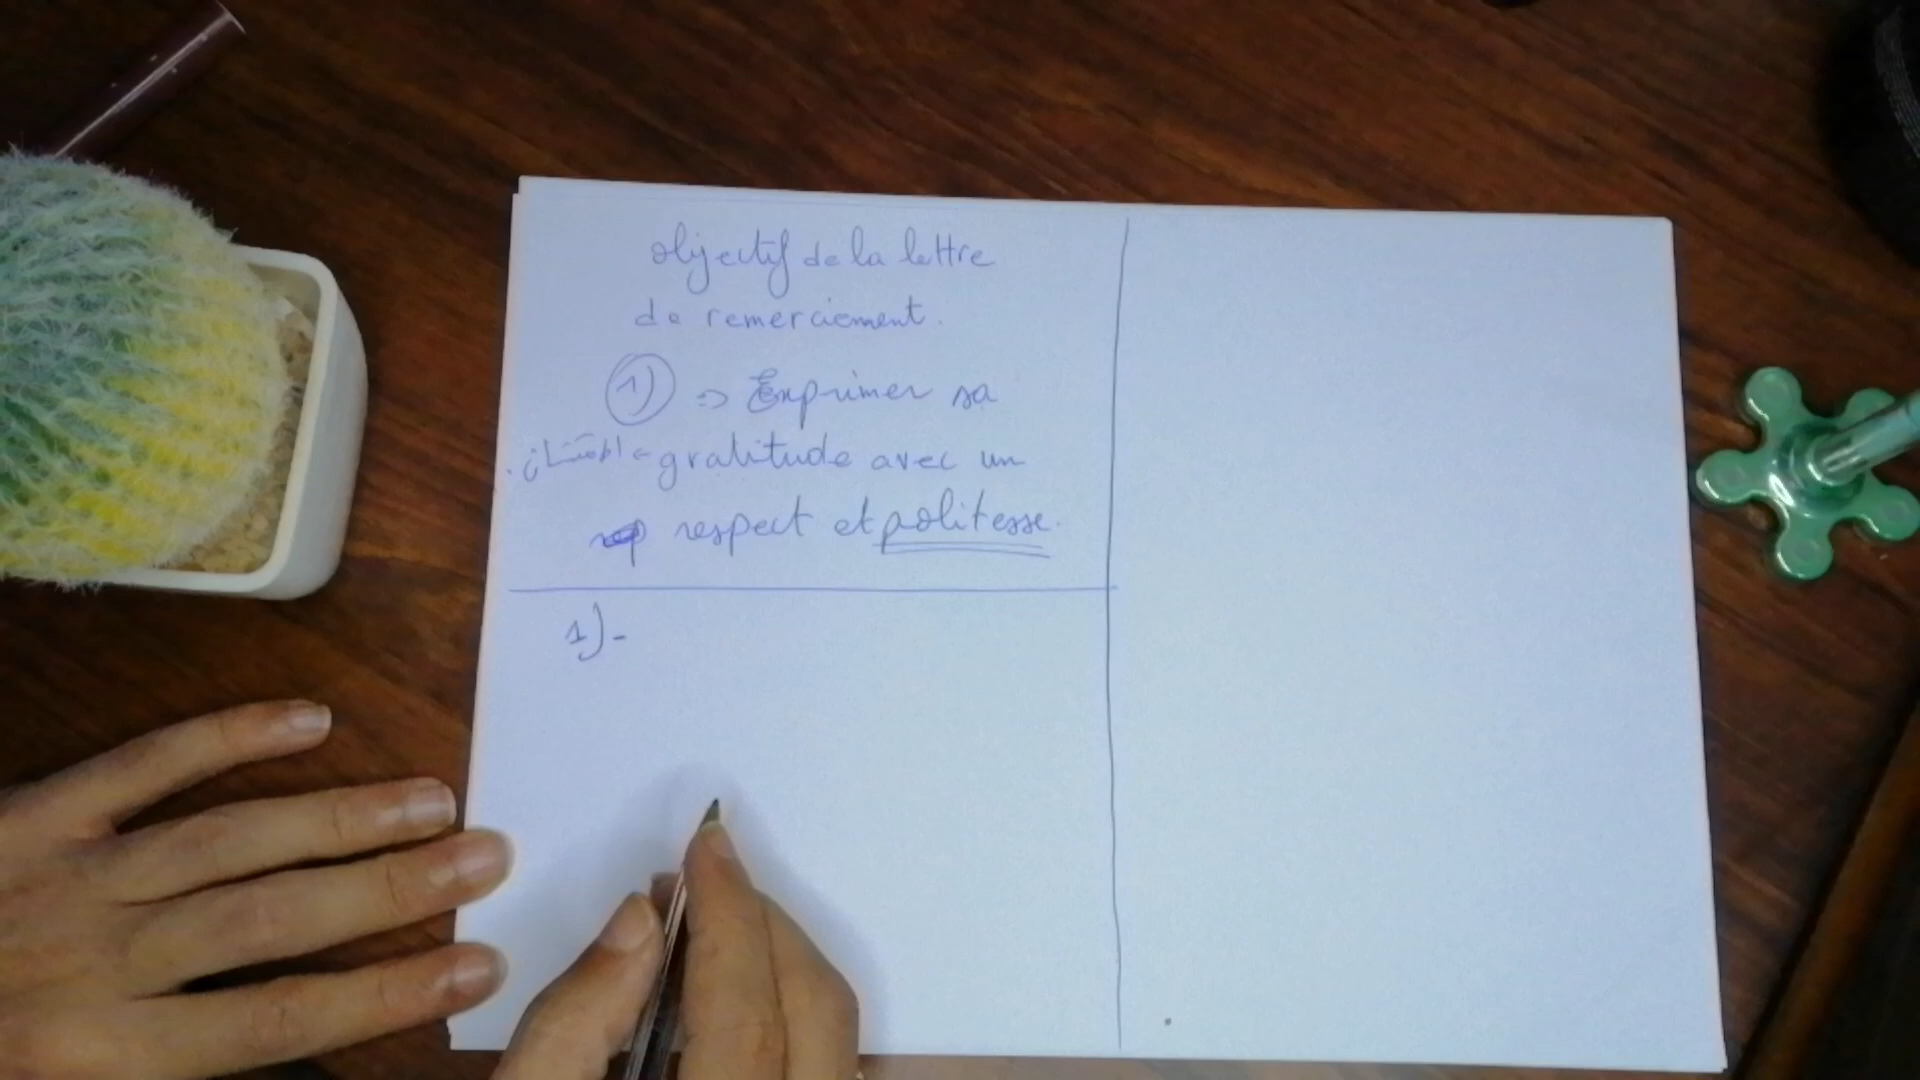 objectif de la lettre
de remerciement.
1) => Exprimer sa
gratitude avec un
respect et politesse.
1)-